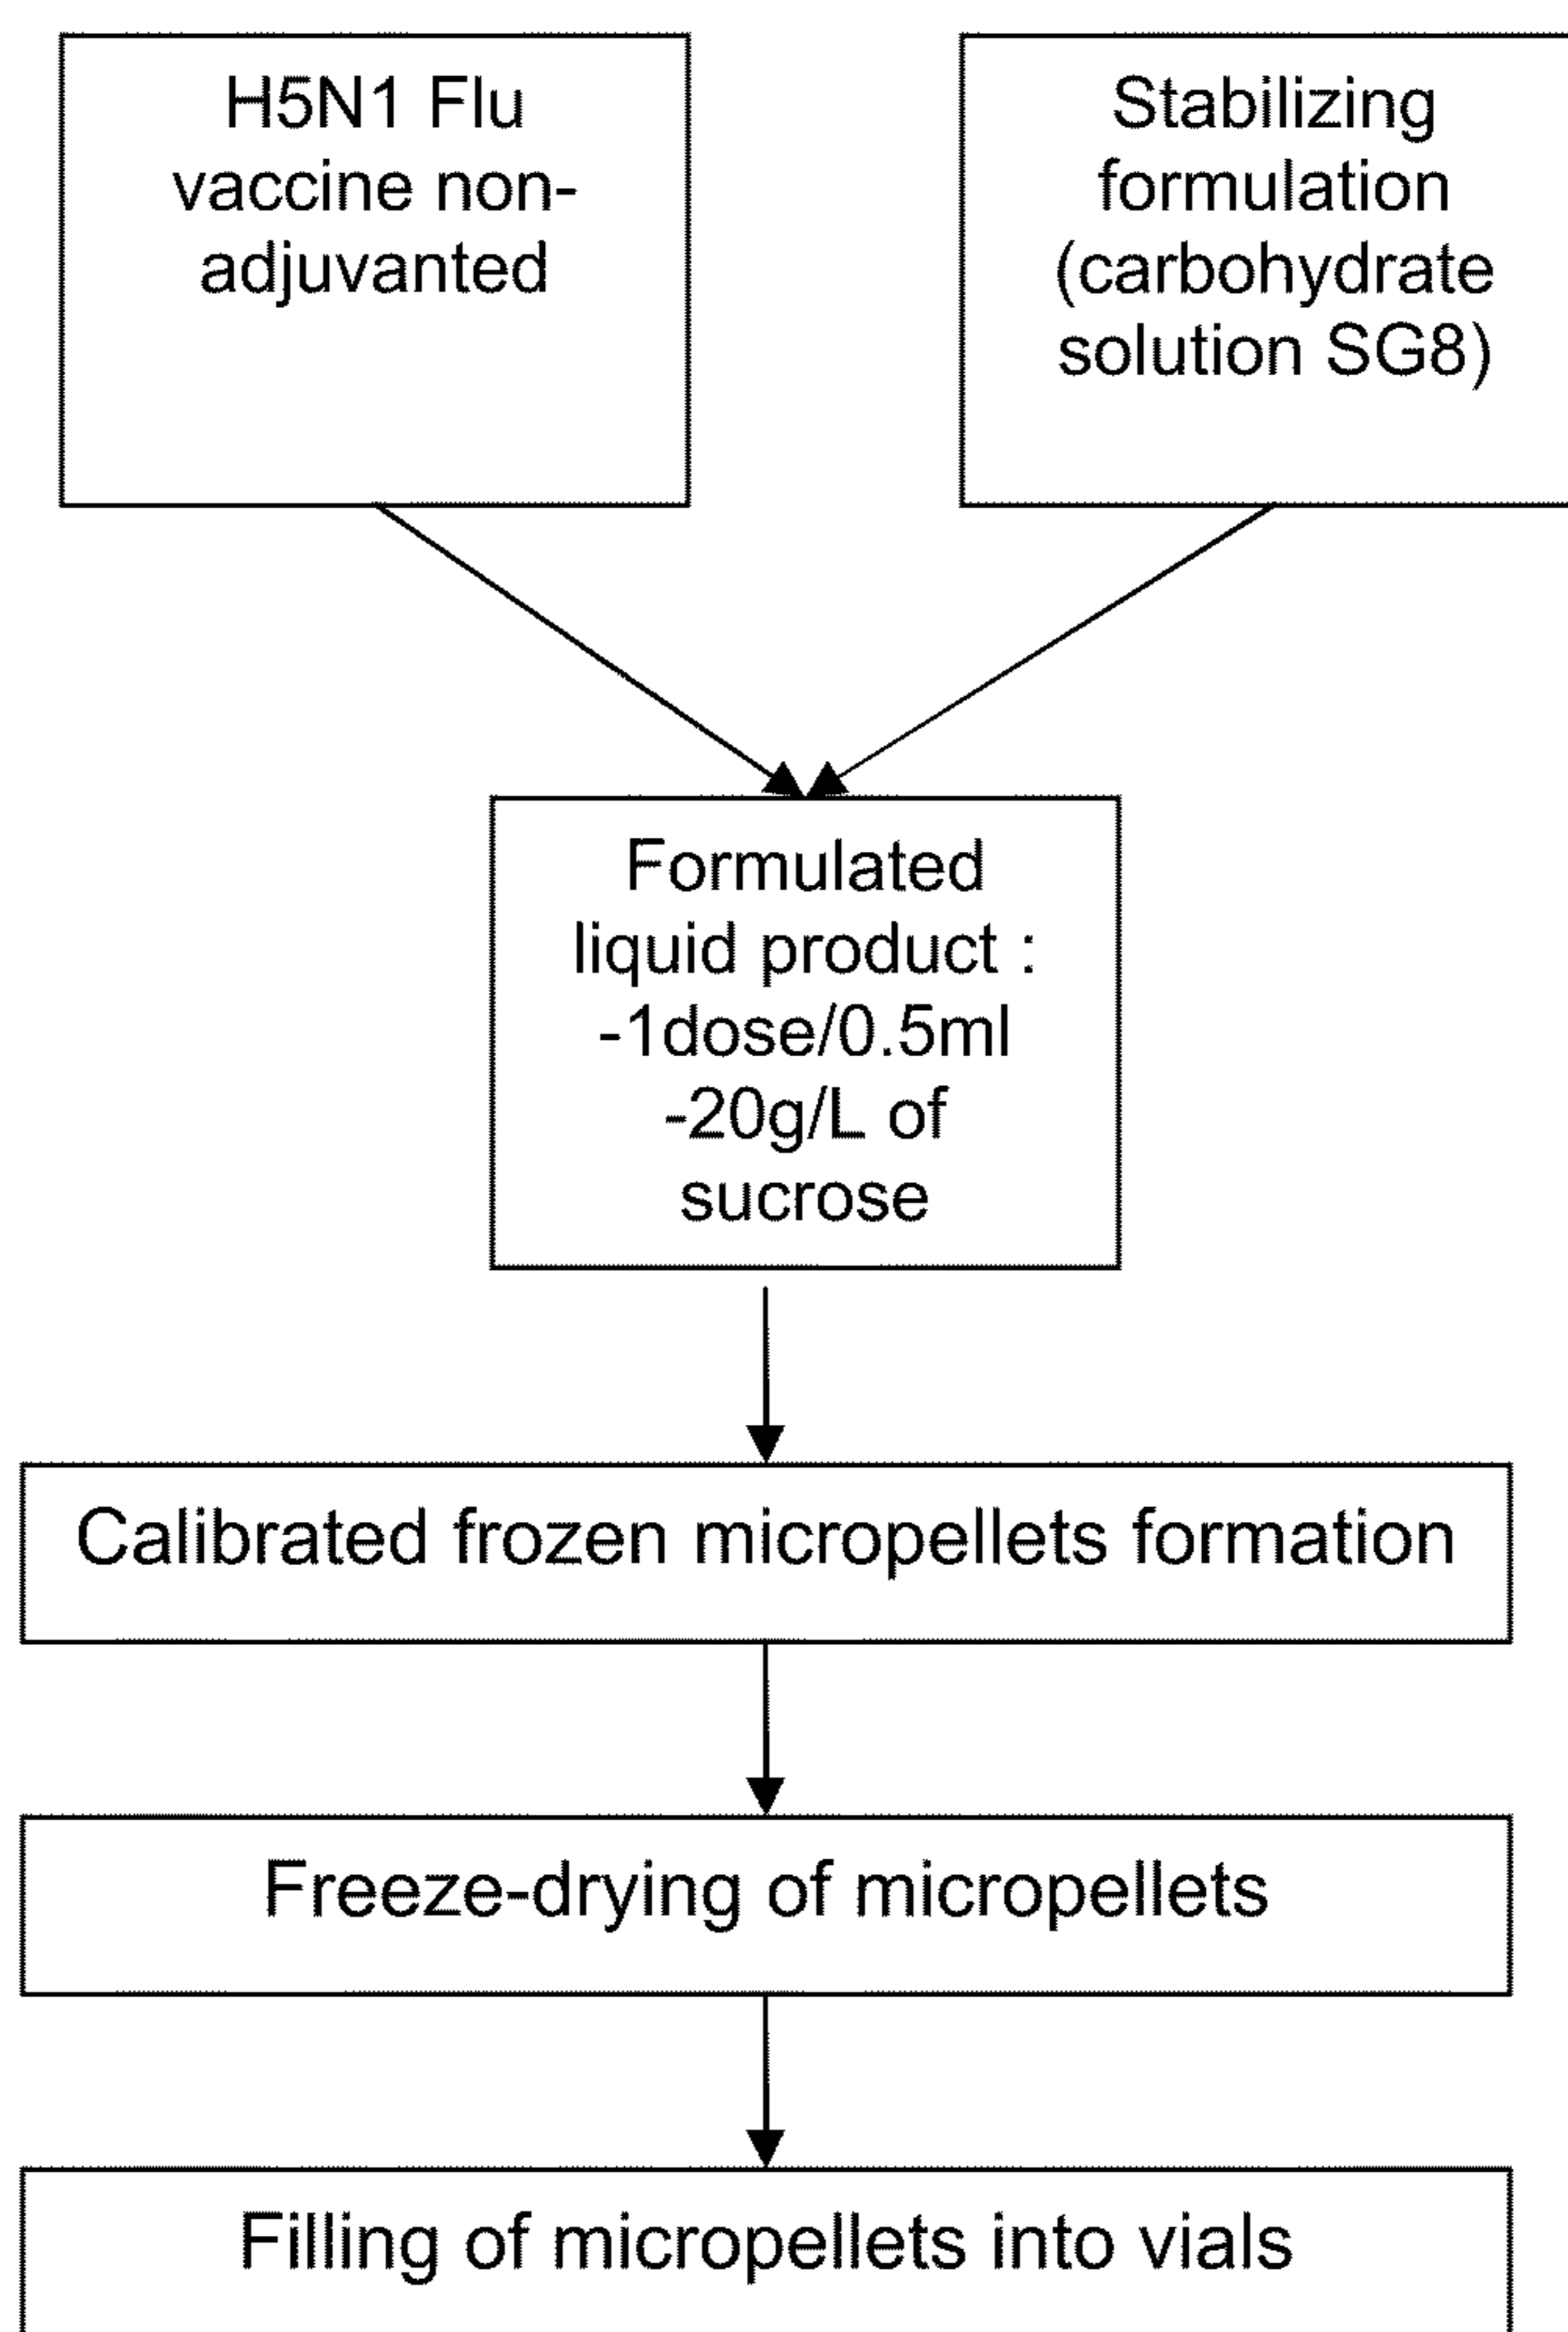 H5N1 Flu
vaccine non-
adjuvanted
Stabilizing
formulation
(carbohydrate
solution SG8)
Formulated
liquid product :
-1dose/0.5ml
-20g/L of
sucrose
Calibrated frozen micropellets formation
Freeze-drying of micropellets
Filling of micropellets into vials